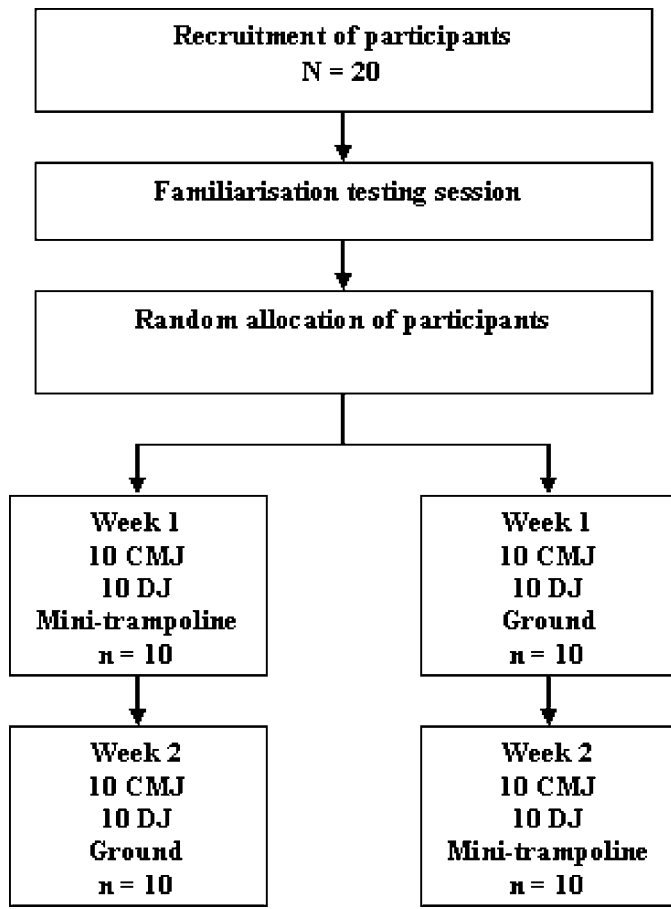 Recruitment of participants
N = 20
Familiarisation testing session
Random allocation of participants
Week 1
10 CMJ
10 DJ
Mini-trampoline
n = 10
Week 1
10 CMJ
10 DJ
Ground
n = 10
Week 2
10 CMJ
10 DJ
Ground
n = 10
Week 2
10 CMJ
10 DJ
Mini-trampoline
n = 10